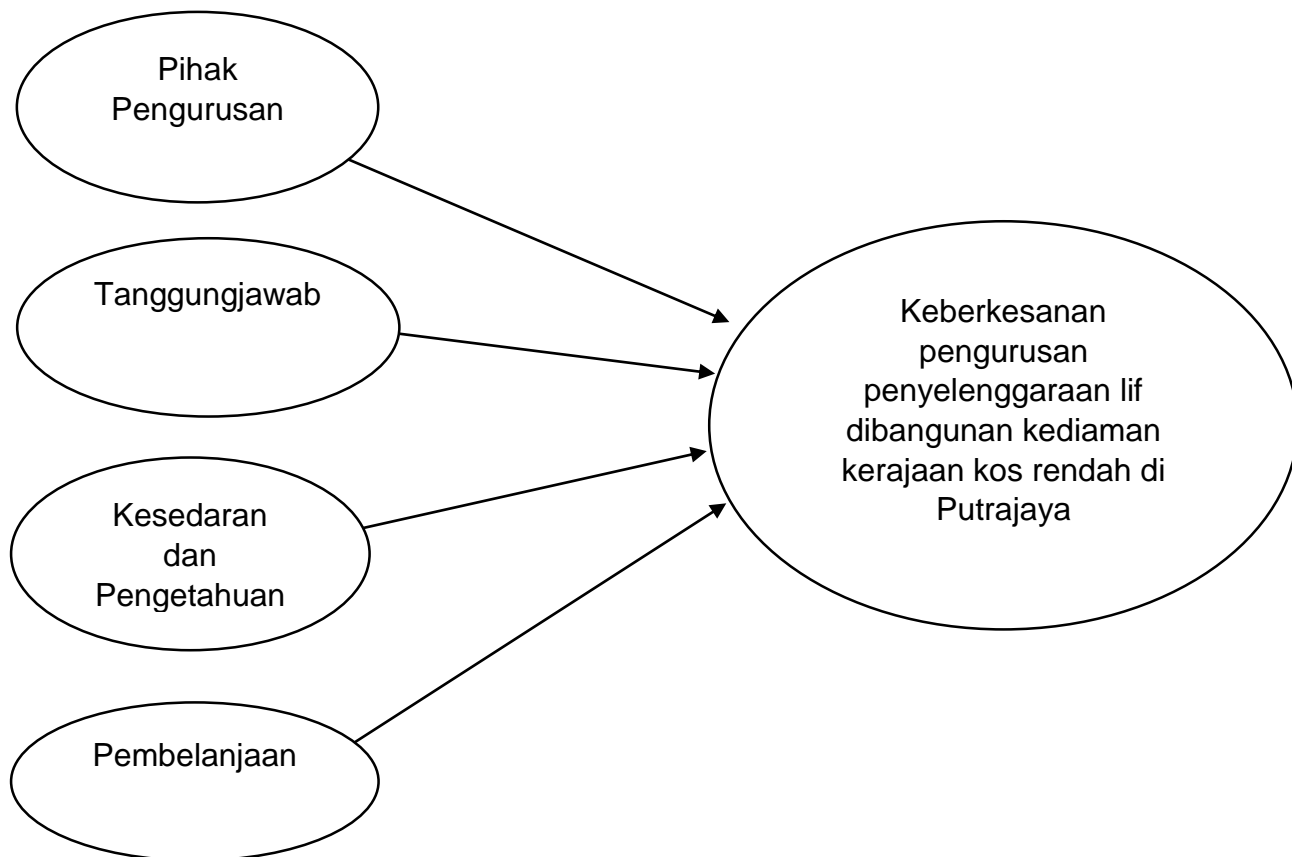 Pihak
Pengurusan
Tanggungjawab
Kesedaran
dan
Pengetahuan
Pembelanjaan
Keberkesanan
pengurusan
penyelenggaraan lif
dibangunan kediaman
kerajaan kos rendah di
Putrajaya